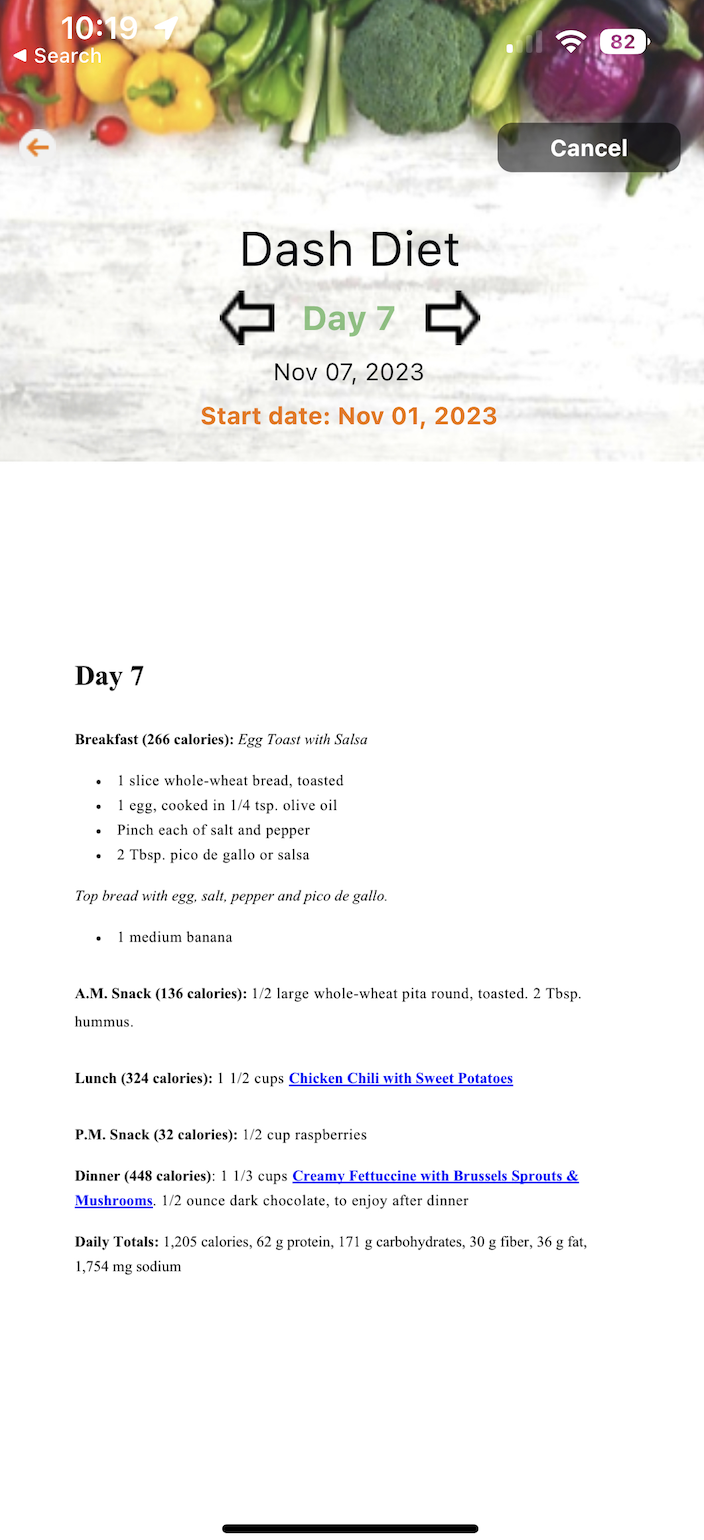 10:19
82
◀ Search
Cancel
Dash Diet
Day 7
Nov 07, 2023
Start date: Nov 01, 2023
Day 7
Breakfast (266 calories): Egg Toast with Salsa
• 1 slice whole-wheat bread, toasted
• 1 egg, cooked in 1/4 tsp. olive oil
• Pinch each of salt and pepper
• 2 Tbsp. pico de gallo or salsa
Top bread with egg, salt, pepper and pico de gallo.
• 1 medium banana
A.M. Snack (136 calories): 1/2 large whole-wheat pita round, toasted. 2 Tbsp.
hummus.
Lunch (324 calories): 1 1/2 cups Chicken Chili with Sweet Potatoes
P.M. Snack (32 calories): 1/2 cup raspberries
Dinner (448 calories): 1 1/3 cups Creamy Fettuccine with Brussels Sprouts &
Mushrooms. 1/2 ounce dark chocolate, to enjoy after dinner
Daily Totals: 1,205 calories, 62 g protein, 171 g carbohydrates, 30 g fiber, 36 g fat,
1,754 mg sodium